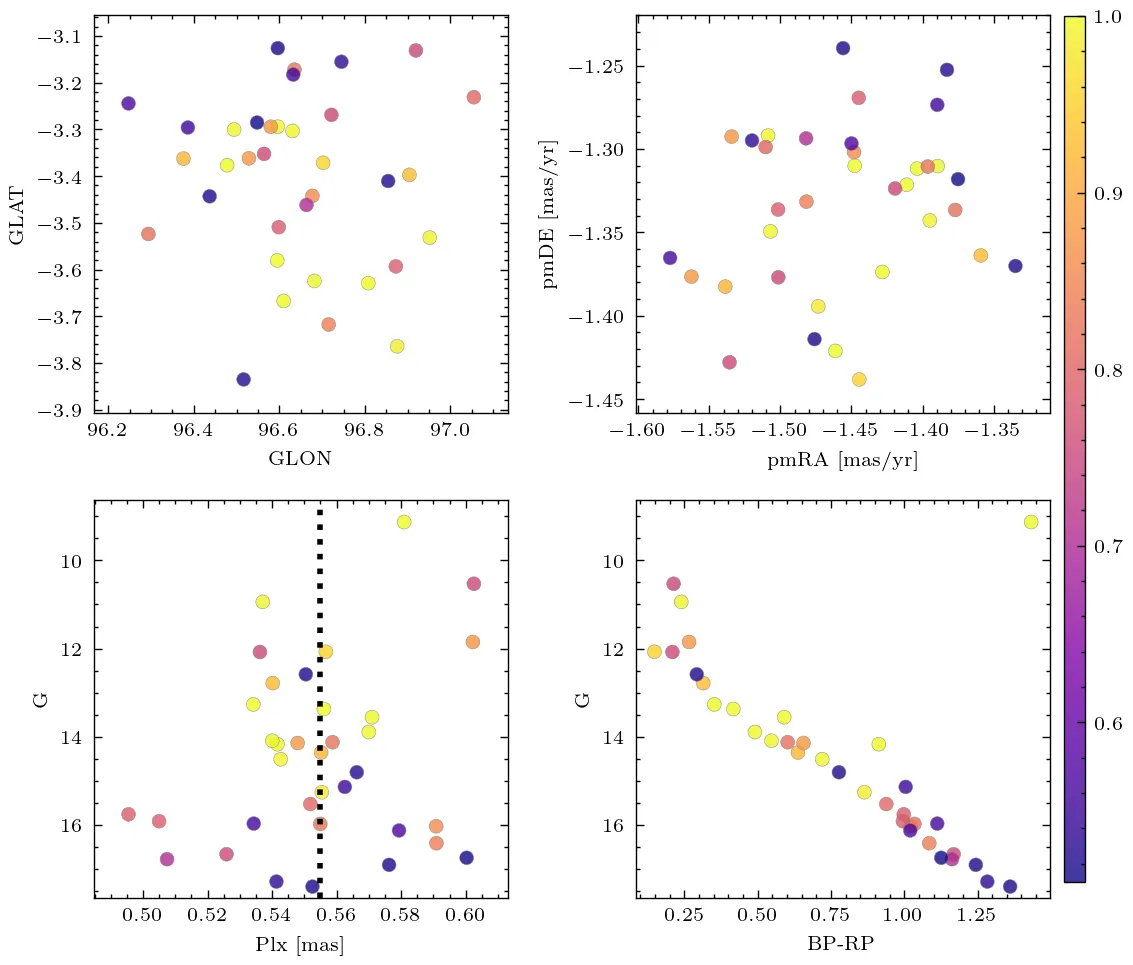 −3.1
−3.2
−3.3
−3.4
−3.5
−3.6
−3.7
−3.8
−3.9
GLAT
96.2 96.4 96.6 96.8 97.0
GLON
−1.25
−1.30
−1.35
−1.40
−1.45
pmDE [mas/yr]
−1.60 −1.55 −1.50 −1.45 −1.40 −1.35
pmRA [mas/yr]
1.0
0.9
0.8
0.7
0.6
10
12
14
16
G
0.50 0.52 0.54 0.56 0.58 0.60
Plx [mas]
10
12
14
16
G
0.25 0.50 0.75 1.00 1.25
BP-RP